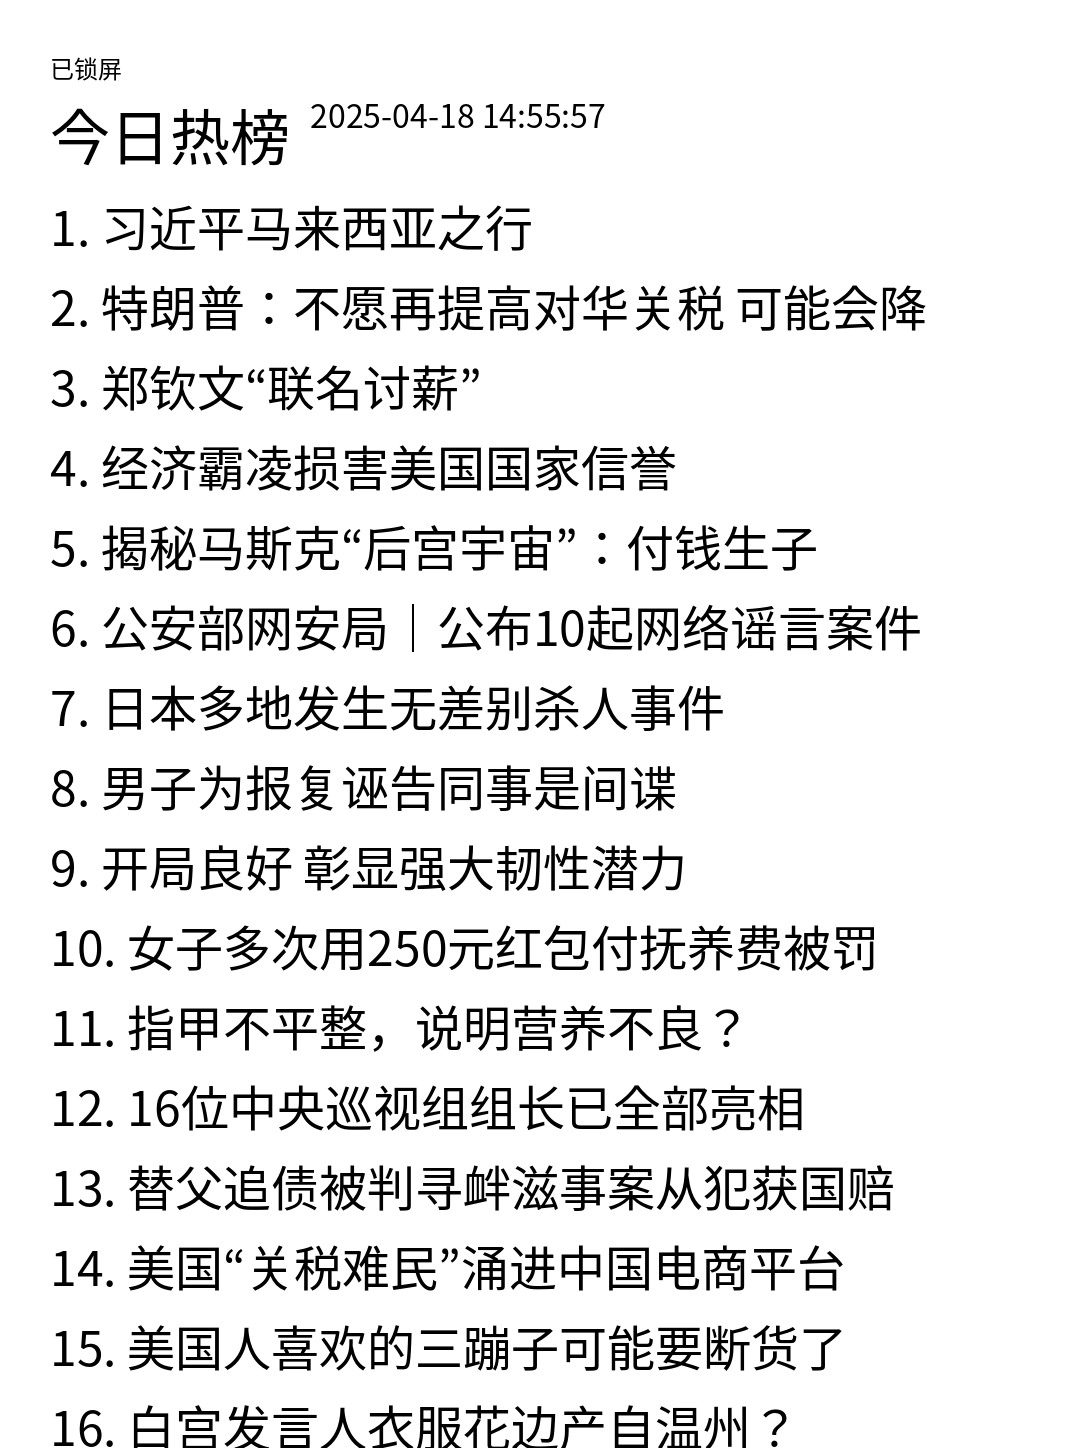 已锁屏
今日热榜 2025-04-18 14:55:57
1. 习近平马来西亚之行
2. 特朗普：不愿再提高对华关税 可能会降
3. 郑钦文“联名讨薪”
4. 经济霸凌损害美国国家信誉
5. 揭秘马斯克“后宫宇宙”：付钱生子
6. 公安部网安局｜公布10起网络谣言案件
7. 日本多地发生无差别杀人事件
8. 男子为报复诬告同事是间谍
9. 开局良好 彰显强大韧性潜力
10. 女子多次用250元红包付抚养费被罚
11. 指甲不平整，说明营养不良？
12. 16位中央巡视组组长已全部亮相
13. 替父追债被判寻衅滋事案从犯获国赔
14. 美国“关税难民”涌进中国电商平台
15. 美国人喜欢的三蹦子可能要断货了
16. 白宫发言人衣服花边产自温州？